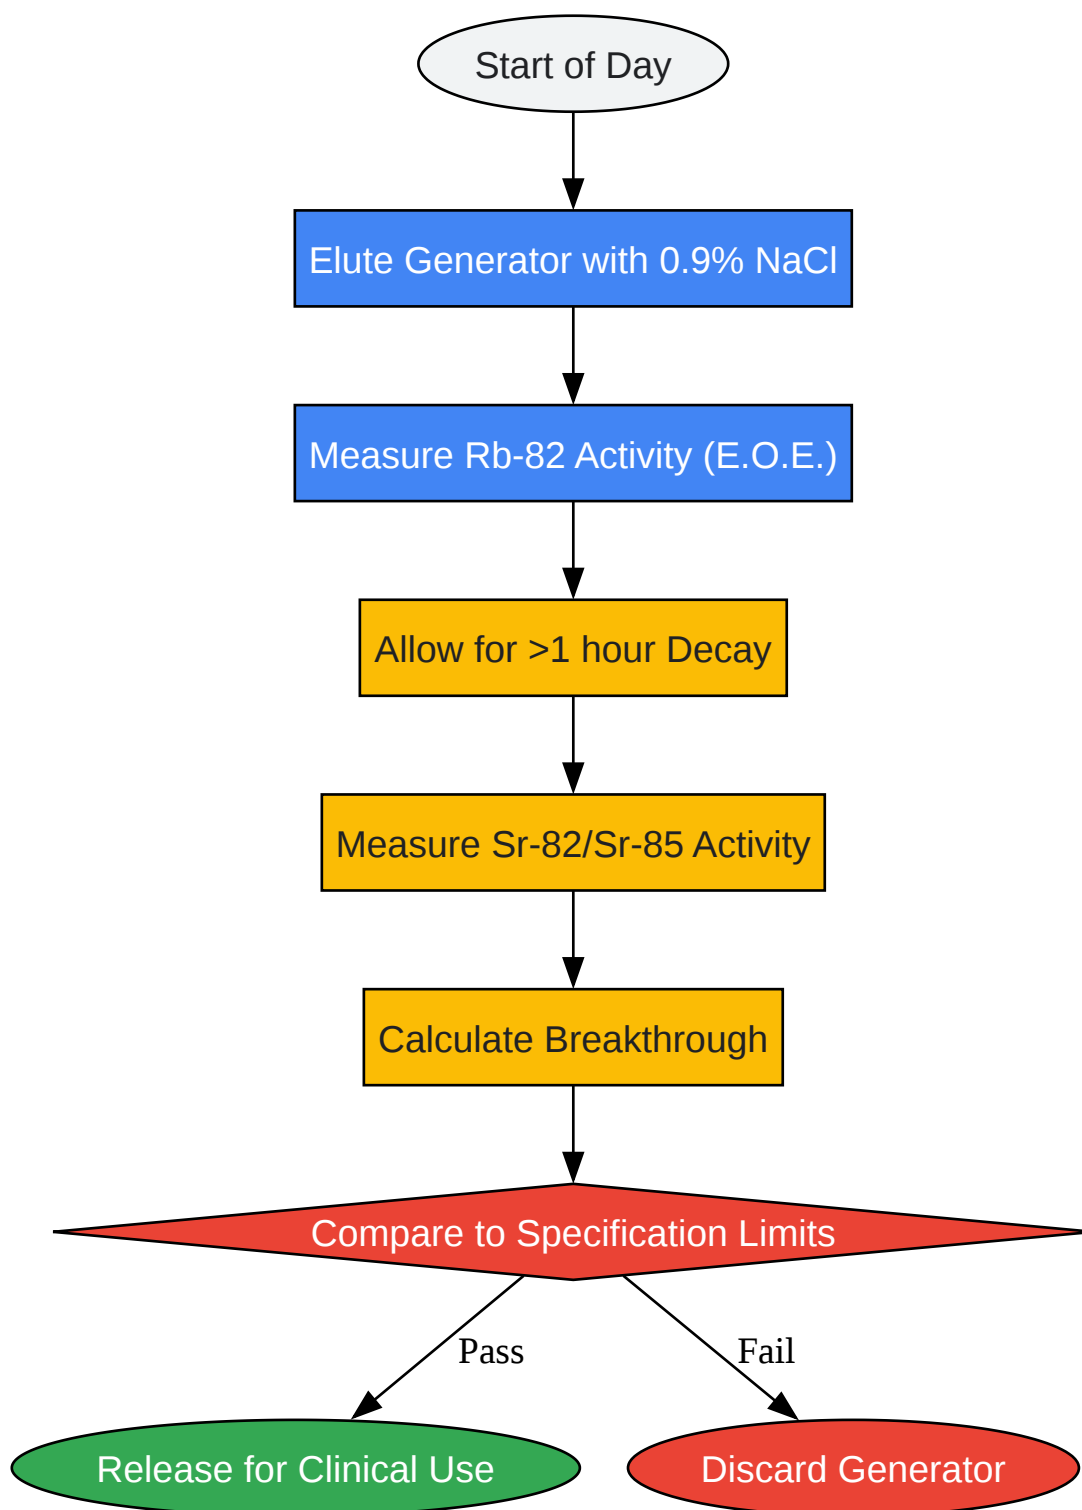 Start of Day
Elute Generator with 0.9% NaCl
Measure Rb-82 Activity (E.O.E.)
Allow for >1 hour Decay
Measure Sr-82/Sr-85 Activity
Calculate Breakthrough
Compare to Specification Limits
Pass
Fail
Release for Clinical Use
Discard Generator